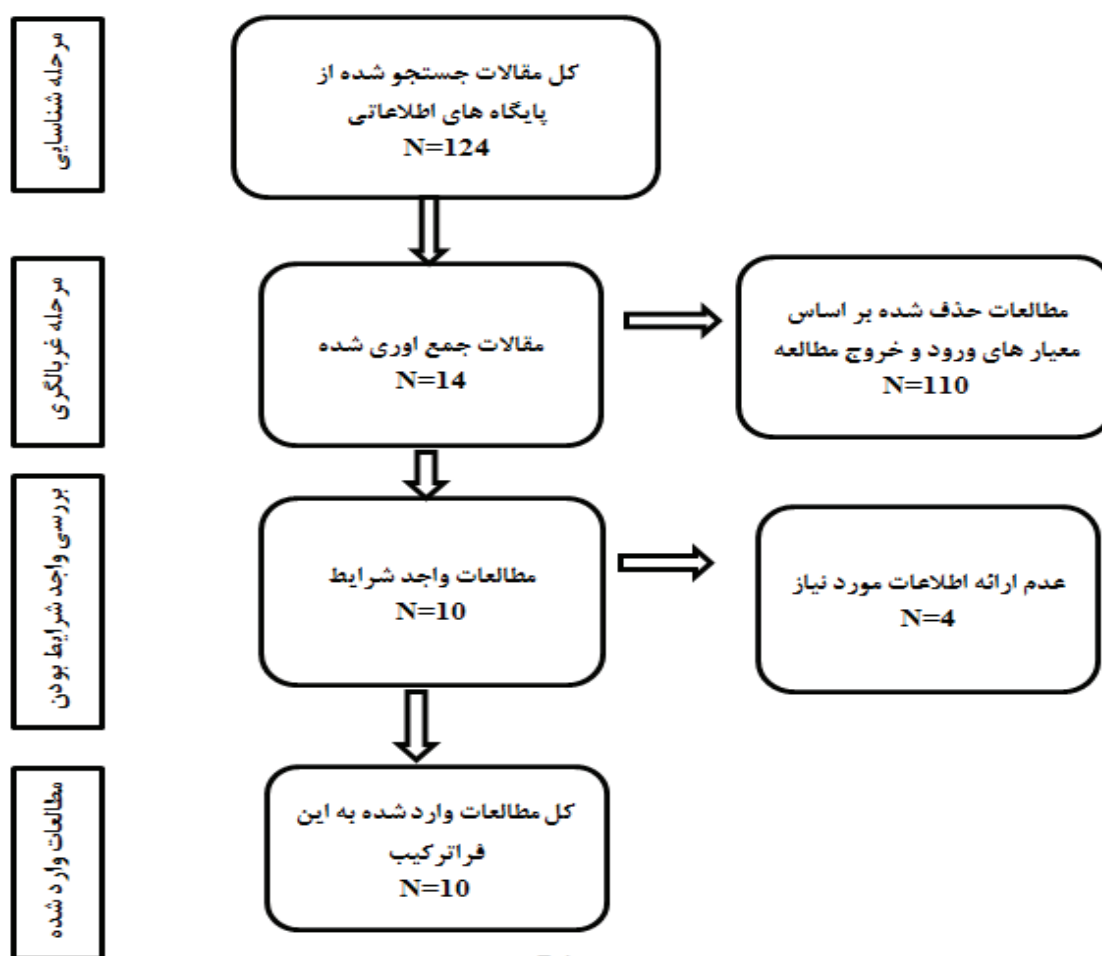 مرحله شناسایی
کل مقالات جستجو شده از
پایگاه های اطلاعاتی
N=124
مرحله غربالگری
مقالات جمع اوری شده
N=14
مطالعات حذف شده بر اساس
معیار های ورود و خروج مطالعه
N=110
بررسی واجد شرایط بودن
مطالعات واجد شرایط
N=10
عدم ارائه اطلاعات مورد نیاز
N=4
مطالعات وارد شده
کل مطالعات وارد شده به این
فراترکیب
N=10